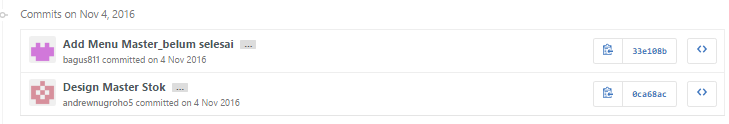 Commits on Nov 4, 2016
Add Menu Master_belum selesai ...
33e108b
bagus811 committed on 4 Nov 2016
Design Master Stok ...
0ca68ac
andrewnugroho5 committed on 4 Nov 2016